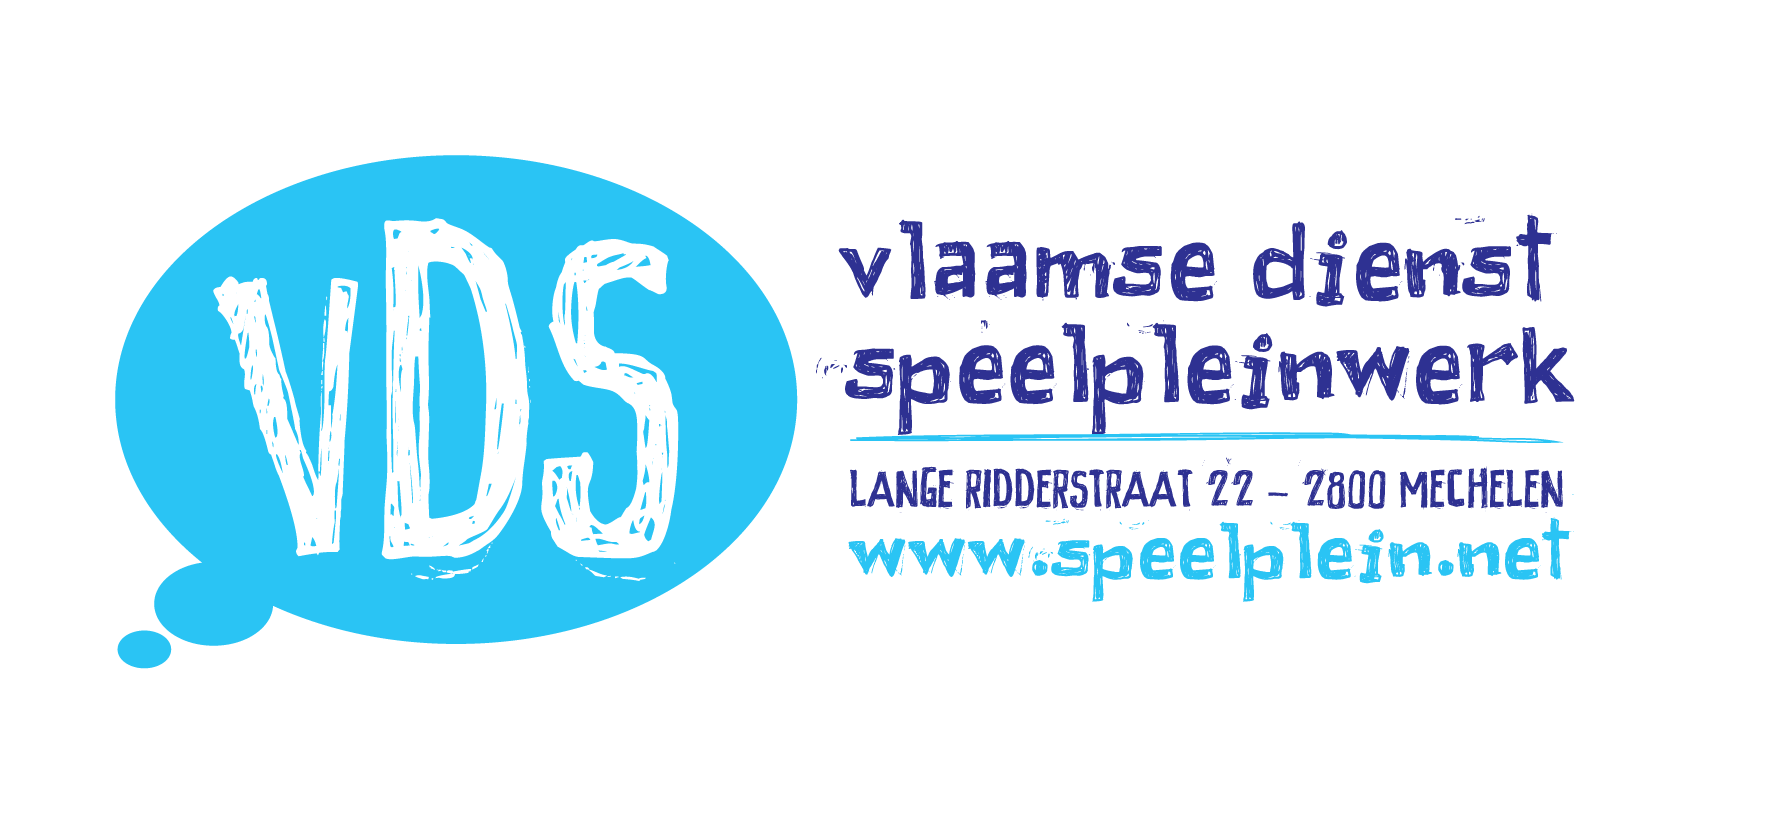 VDS
vlaamse dienst
speelpleinwerk
LANGE RIDDERSTRAAT 22 – 2800 MECHELEN
www.speelplein.net